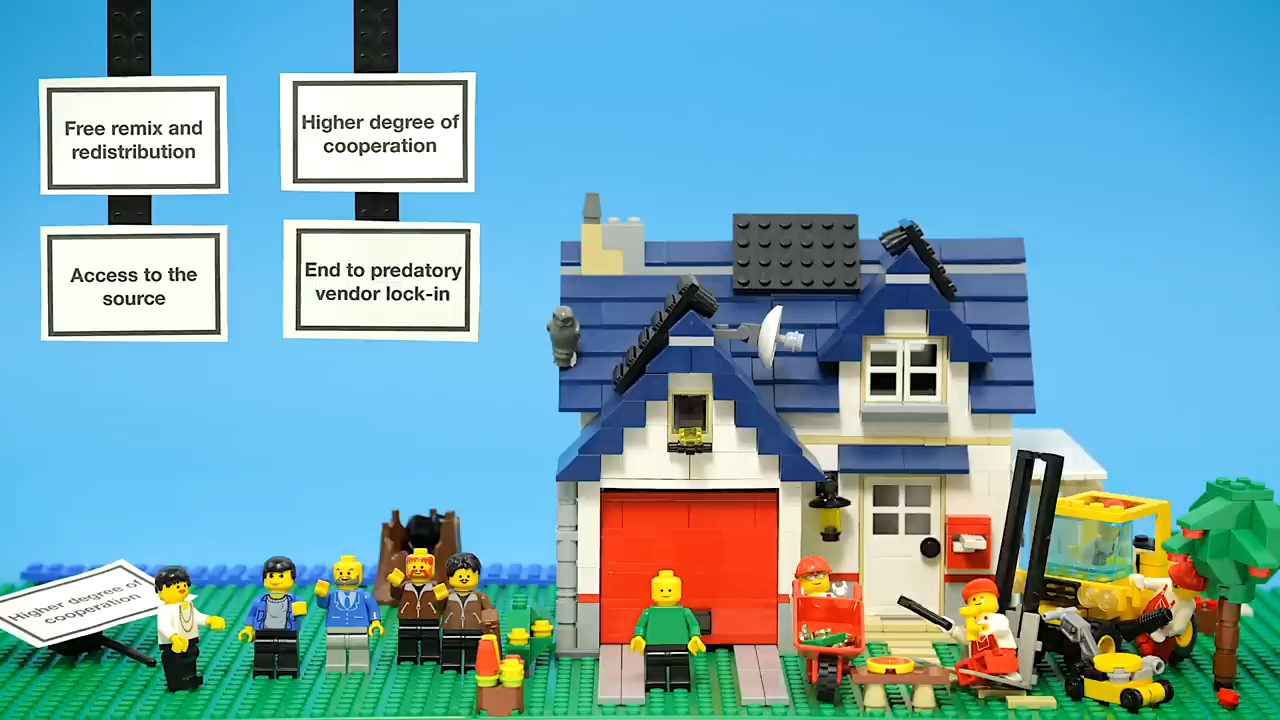 Free remix and
redistribution
Higher degree of
cooperation
Access to the
source
End to predatory
vendor lock-in
Higher degree of
cooperation